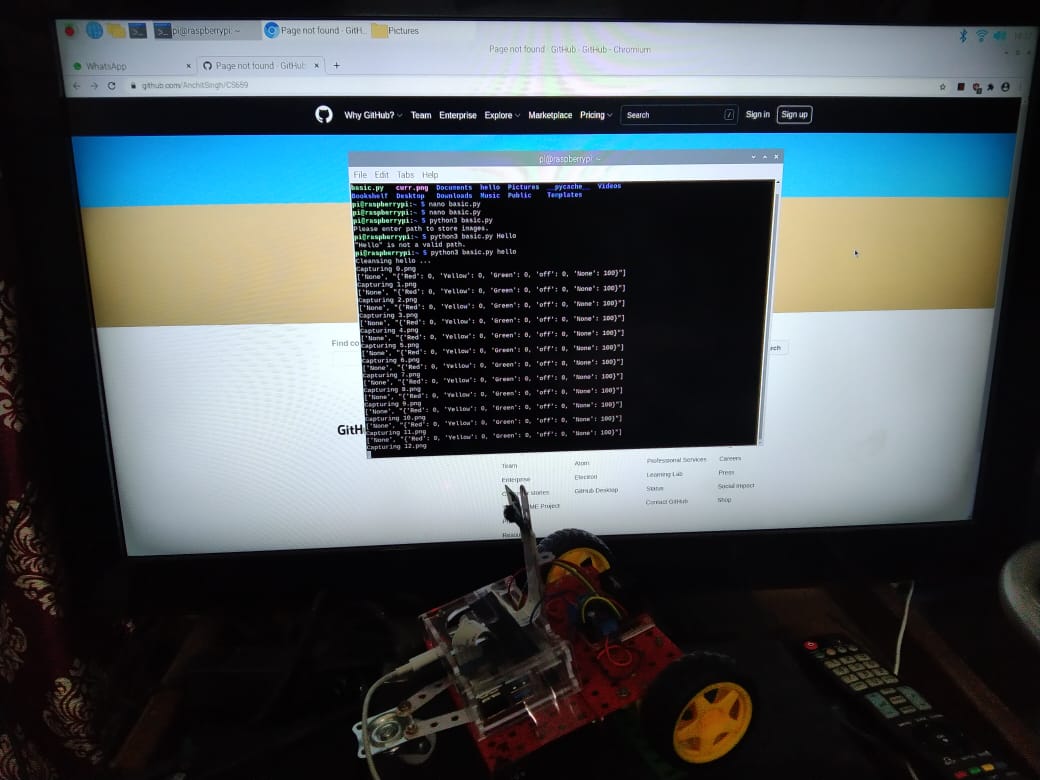 pi@raspberrypi: ~
Page not found · GitH...
Pictures
Page not found · GitHub · GitHub - Chromium
WhatsApp
Page not found · GitHub
github.com/AnchitSingh/CS659
Why GitHub? Team Enterprise Explore Marketplace Pricing Search / Sign in Sign up
pi@raspberrypi: ~
File Edit Tabs Help
basic.py curr.png Documents hello Pictures __pycache__ Videos
Bookshelf Desktop Downloads Music Public Templates
pi@raspberrypi:~ $ nano basic.py
pi@raspberrypi:~ $ nano basic.py
pi@raspberrypi:~ $ python3 basic.py
Please enter path to store images.
pi@raspberrypi:~ $ python3 basic.py Hello
"Hello" is not a valid path.
pi@raspberrypi:~ $ python3 basic.py hello
Cleansing hello ...
Capturing 0.png
['None', "{'Red': 0, 'Yellow': 0, 'Green': 0, 'off': 0, 'None': 100}"]
Capturing 1.png
['None', "{'Red': 0, 'Yellow': 0, 'Green': 0, 'off': 0, 'None': 100}"]
Capturing 2.png
['None', "{'Red': 0, 'Yellow': 0, 'Green': 0, 'off': 0, 'None': 100}"]
Capturing 3.png
['None', "{'Red': 0, 'Yellow': 0, 'Green': 0, 'off': 0, 'None': 100}"]
Capturing 4.png
['None', "{'Red': 0, 'Yellow': 0, 'Green': 0, 'off': 0, 'None': 100}"]
Capturing 5.png
['None', "{'Red': 0, 'Yellow': 0, 'Green': 0, 'off': 0, 'None': 100}"]
Capturing 6.png
['None', "{'Red': 0, 'Yellow': 0, 'Green': 0, 'off': 0, 'None': 100}"]
Capturing 7.png
['None', "{'Red': 0, 'Yellow': 0, 'Green': 0, 'off': 0, 'None': 100}"]
Capturing 8.png
['None', "{'Red': 0, 'Yellow': 0, 'Green': 0, 'off': 0, 'None': 100}"]
Capturing 9.png
['None', "{'Red': 0, 'Yellow': 0, 'Green': 0, 'off': 0, 'None': 100}"]
Capturing 10.png
['None', "{'Red': 0, 'Yellow': 0, 'Green': 0, 'off': 0, 'None': 100}"]
Capturing 11.png
['None', "{'Red': 0, 'Yellow': 0, 'Green': 0, 'off': 0, 'None': 100}"]
Capturing 12.png
Find co
rch
GitH
Team Atom Professional Services Careers
Enterprise Electron Learning Lab Press
stories GitHub Desktop Status Social Impact
ME Project Contact GitHub Shop